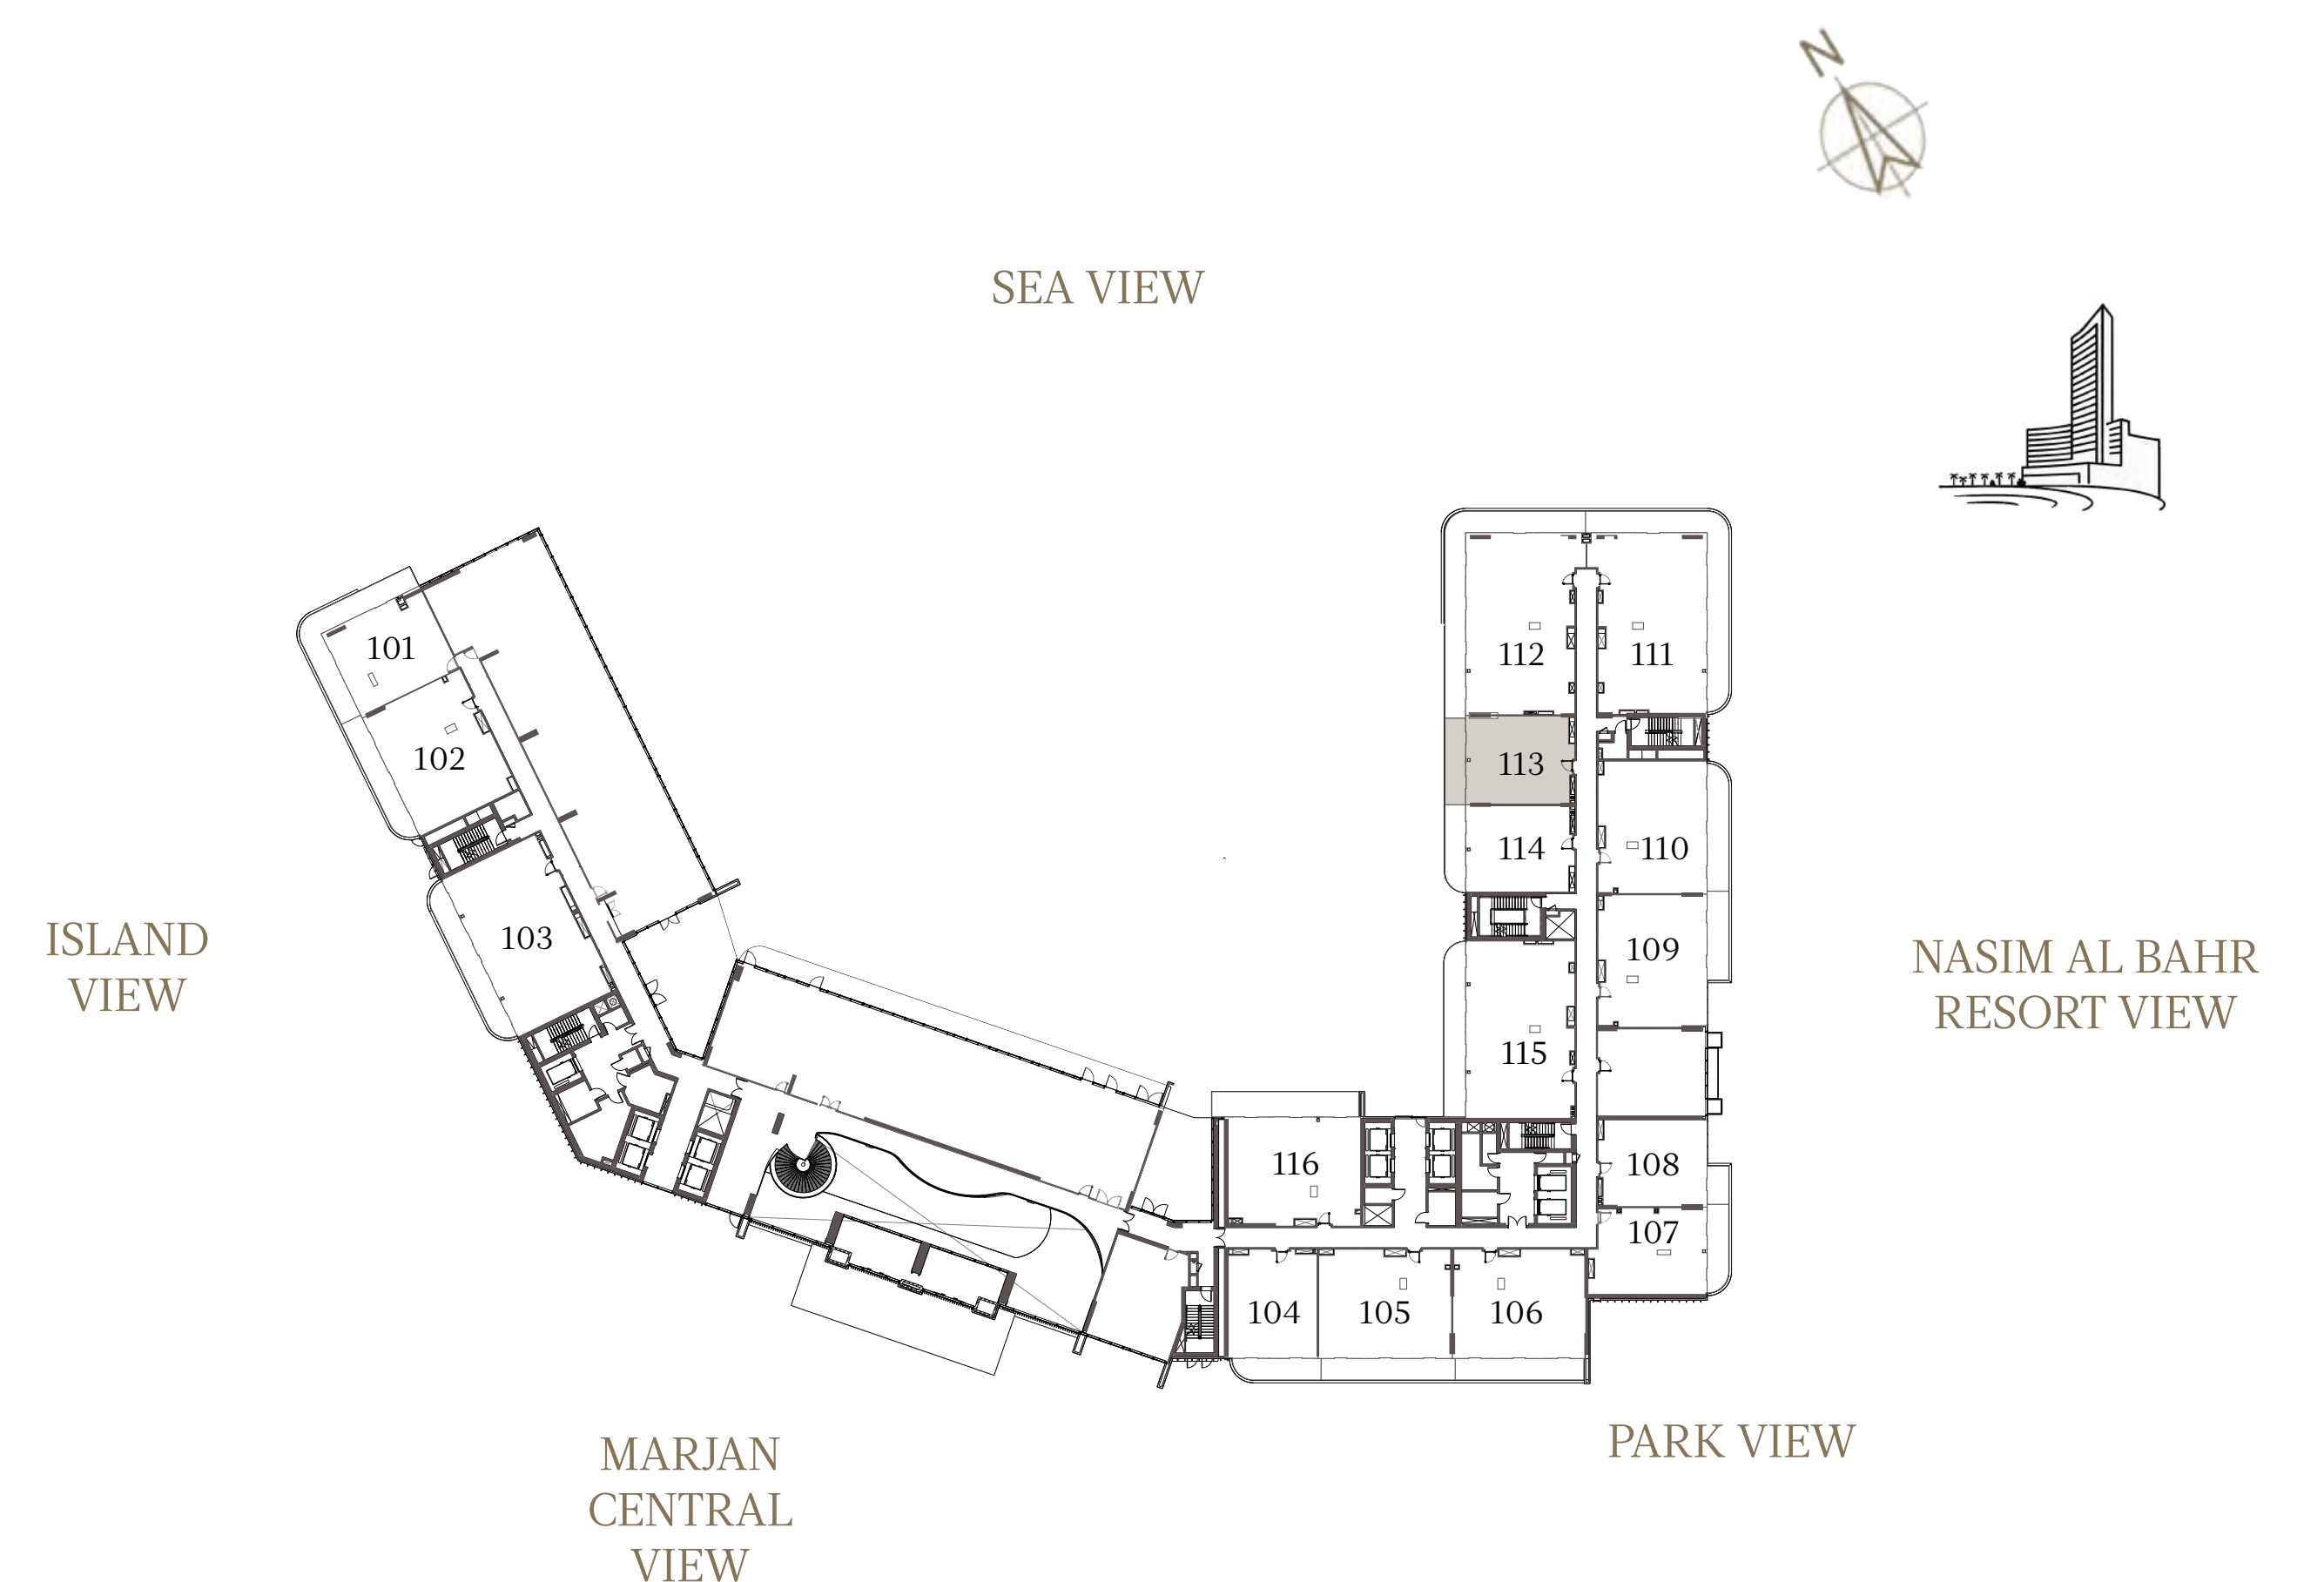 N
SEA VIEW
101
112
111
102
113
114
110
ISLAND
VIEW
103
109
NASIM AL BAHR
RESORT VIEW
115
116
108
107
104
105
106
MARJAN
CENTRAL
VIEW
PARK VIEW